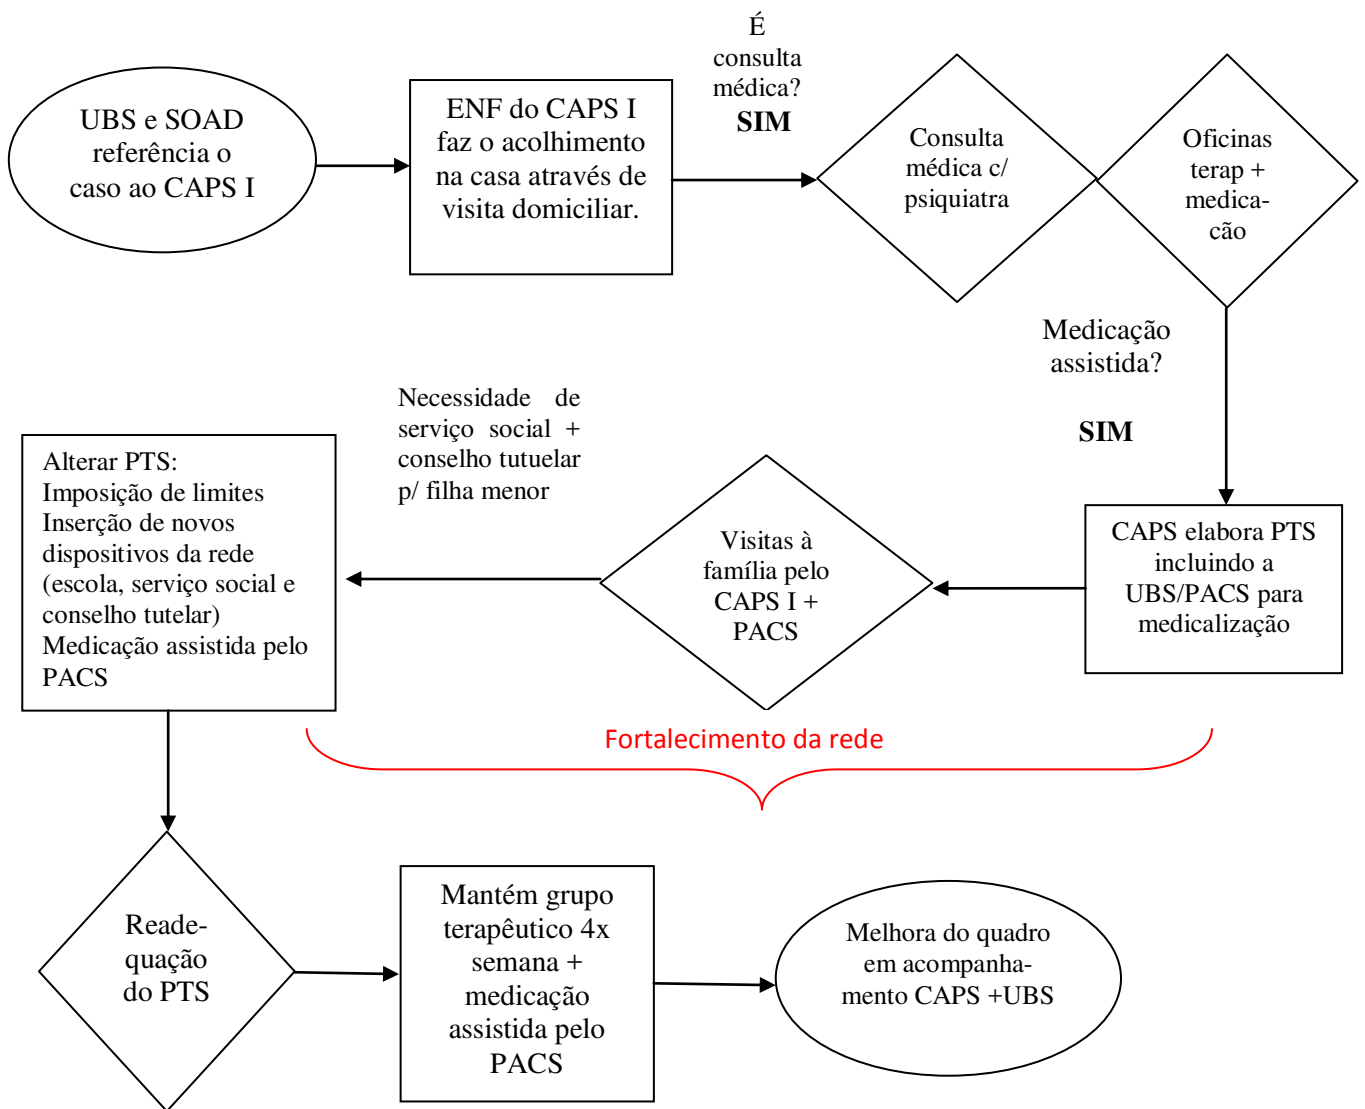 UBS e SOAD
referência o
caso ao CAPS I
ENF do CAPS I
faz o acolhimento
na casa através de
visita domiciliar.
É
consulta
médica?
SIM
Consulta
médica c/
psiquiatra
Oficinas
terap +
medica-
cão
Medicação
assistida?
SIM
CAPS elabora PTS
incluindo a
UBS/PACS para
medicalização
Visitas à
família pelo
CAPS I +
PACS
Necessidade de
serviço social +
conselho tutuelar
p/ filha menor
Alterar PTS:
Imposição de limites
Inserção de novos
dispositivos da rede
(escola, serviço social e
conselho tutelar)
Medicação assistida pelo
PACS
Fortalecimento da rede
Reade-
quação
do PTS
Mantém grupo
terapêutico 4x
semana +
medicação
assistida pelo
PACS
Melhora do quadro
em acompanha-
mento CAPS +UBS